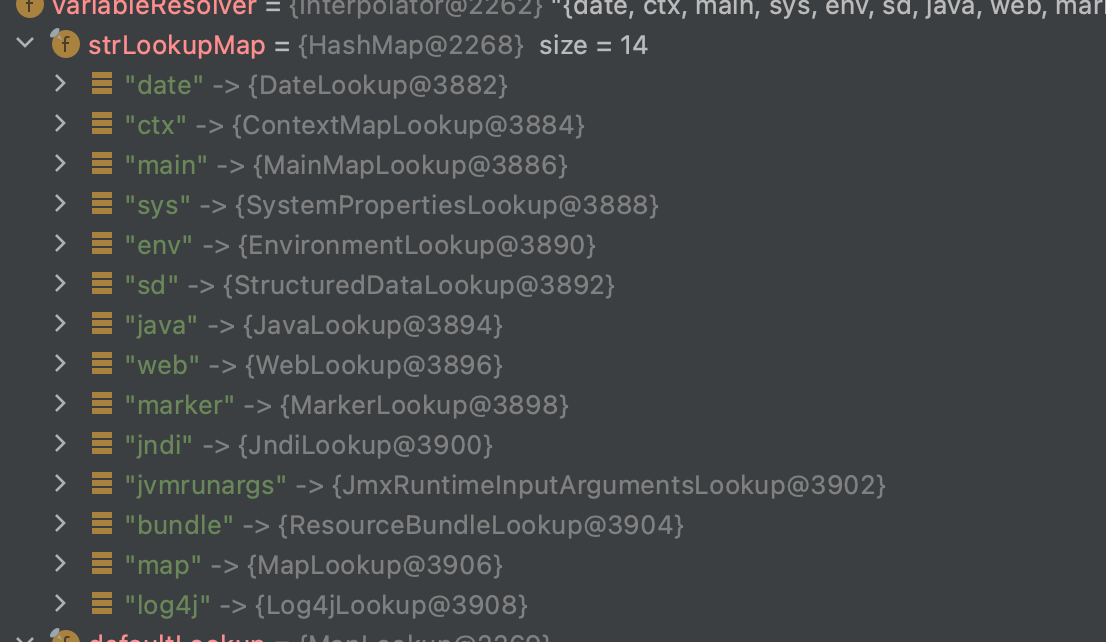 f variableResolver = {Interpolator@2262} "{date, ctx, main, sys, env, sd, java, web, mar
f strLookupMap = {HashMap@2268} size = 14
"date" -> {DateLookup@3882}
"ctx" -> {ContextMapLookup@3884}
"main" -> {MainMapLookup@3886}
"sys" -> {SystemPropertiesLookup@3888}
"env" -> {EnvironmentLookup@3890}
"sd" -> {StructuredDataLookup@3892}
"java" -> {JavaLookup@3894}
"web" -> {WebLookup@3896}
"marker" -> {MarkerLookup@3898}
"jndi" -> {JndiLookup@3900}
"jvmrunargs" -> {JmxRuntimeInputArgumentsLookup@3902}
"bundle" -> {ResourceBundleLookup@3904}
"map" -> {MapLookup@3906}
"log4j" -> {Log4jLookup@3908}
f defaultLookup = {MapLookup@2269}